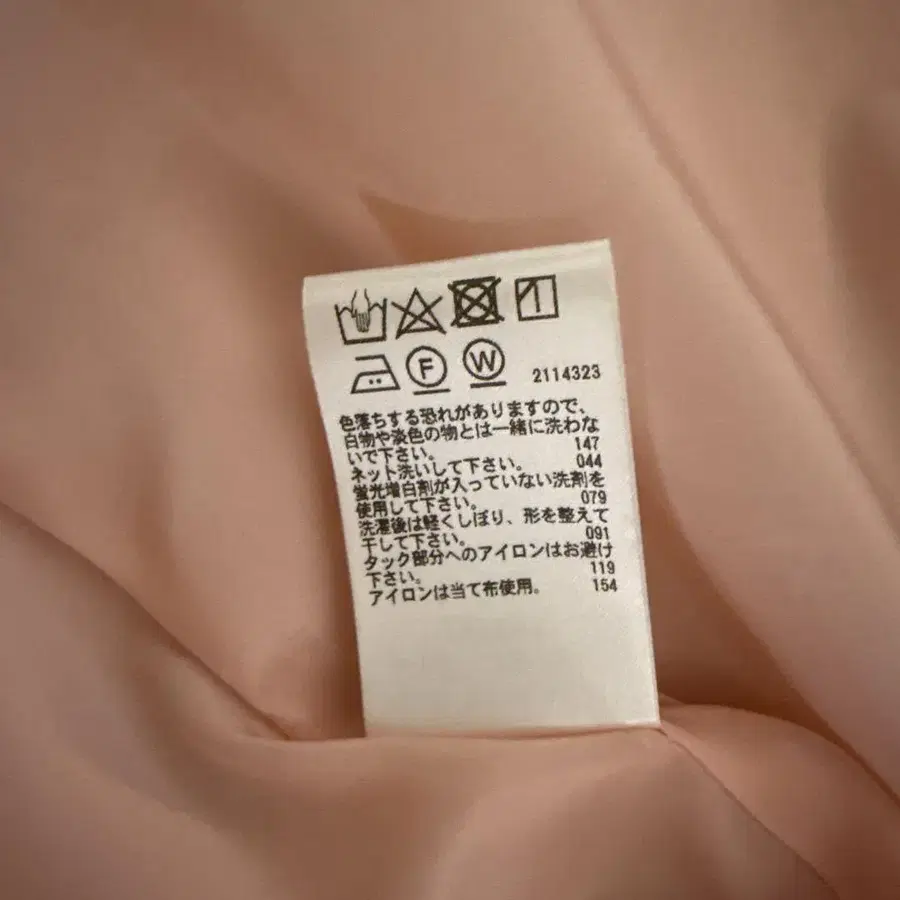 F W 2114323
色落ちする恐れがありますので、
白物や淡色の物とは一緒に洗わな
いで下さい。 147
ネット洗いして下さい。 044
蛍光増白剤が入っていない洗剤を
使用して下さい。 079
洗濯後は軽くしぼり、形を整えて
干して下さい。 091
タック部分へのアイロンはお避け
下さい。 119
アイロンは当て布使用。 154